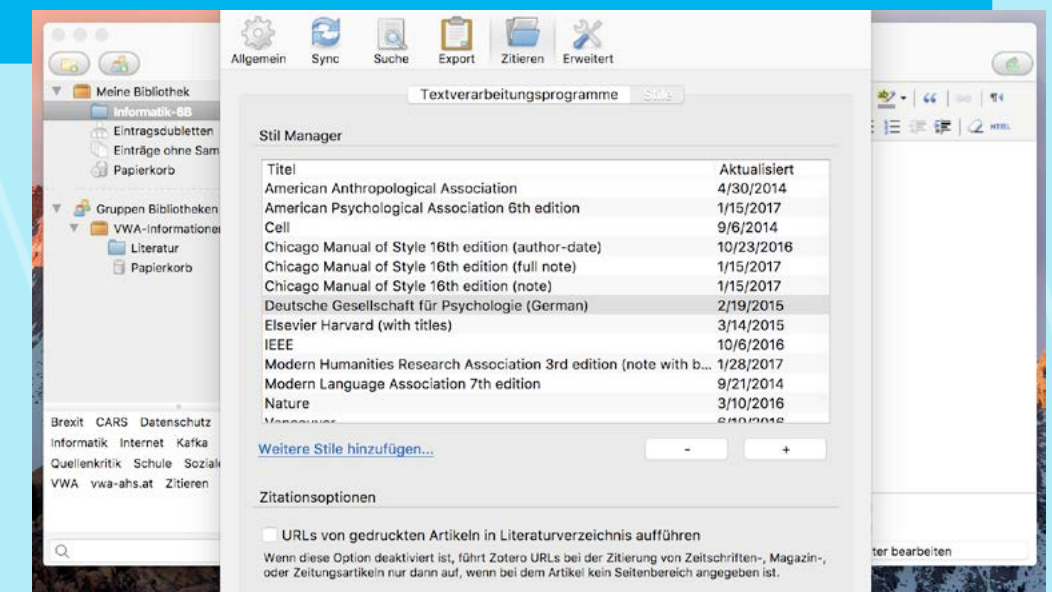 Allgemein Sync Suche Export Zitieren Erweitert
Textverarbeitungsprogramme Stile
Meine Bibliothek
Informatik-6B
Eintragsdubletten
Einträge ohne Sam
Papierkorb
Gruppen Bibliotheken
VWA-Informatione
Literatur
Papierkorb
Brexit CARS Datenschutz
Informatik Internet Kafka
Quellenkritik Schule Soziale
VWA vwa-ahs.at Zitieren
Stil Manager
Titel Aktualisiert
American Anthropological Association 4/30/2014
American Psychological Association 6th edition 1/15/2017
Cell 9/6/2014
Chicago Manual of Style 16th edition (author-date) 10/23/2016
Chicago Manual of Style 16th edition (full note) 1/15/2017
Chicago Manual of Style 16th edition (note) 1/15/2017
Deutsche Gesellschaft für Psychologie (German) 2/19/2015
Elsevier Harvard (with titles) 3/14/2015
IEEE 10/6/2016
Modern Humanities Research Association 3rd edition (note with b... 1/28/2017
Modern Language Association 7th edition 9/21/2014
Nature 3/10/2016
Vancouver 6/19/2016
Weitere Stile hinzufügen...
- +
Zitationsoptionen
URLs von gedruckten Artikeln in Literaturverzeichnis aufführen
Wenn diese Option deaktiviert ist, führt Zotero URLs bei der Zitierung von Zeitschriften-, Magazin-,
oder Zeitungsartikeln nur dann auf, wenn bei dem Artikel kein Seitenbereich angegeben ist.
HTML
ter bearbeiten